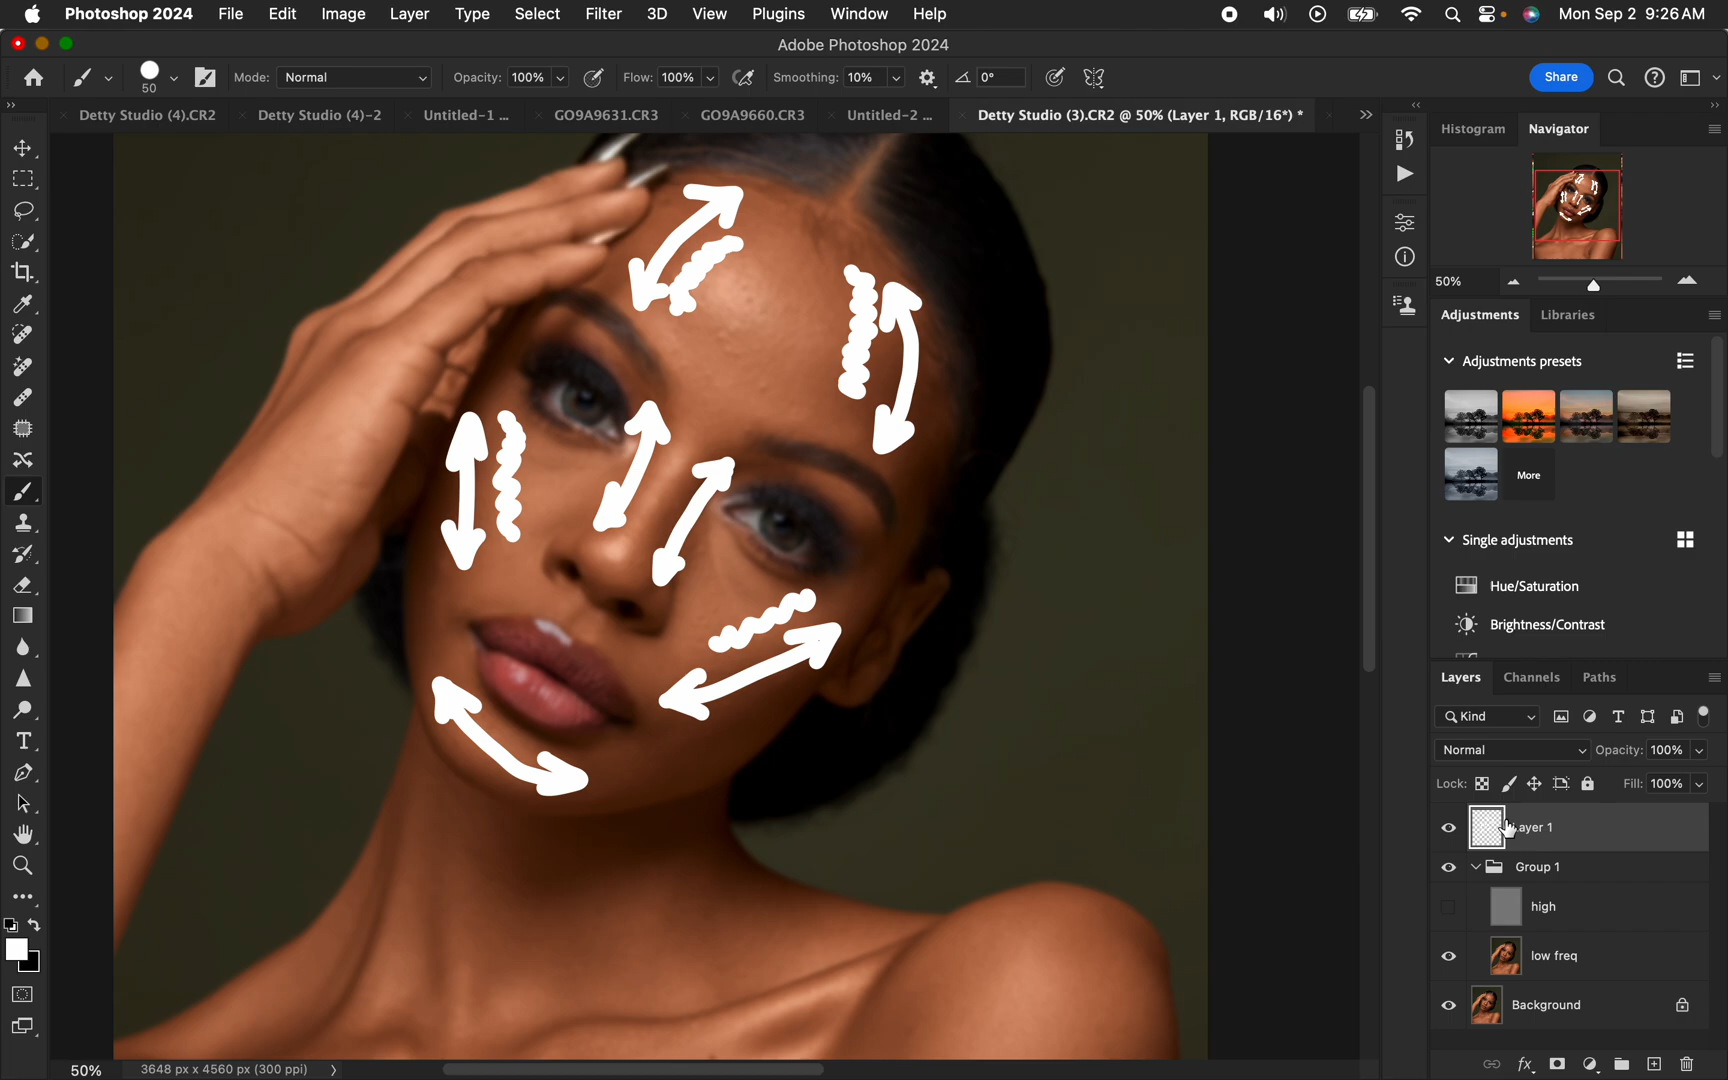 Photoshop 2024 File Edit Image Layer Type Select Filter 3D View Plugins Window Help Mon Sep 2 9:26 AM
Adobe Photoshop 2024
50 Mode: Normal Opacity: 100% Flow: 100% Smoothing: 10% 0° Share
Detty Studio (4).CR2 Detty Studio (4)-2 Untitled-1 ... GO9A9631.CR3 GO9A9660.CR3 Untitled-2 ... Detty Studio (3).CR2 @ 50% (Layer 1, RGB/16*) *
Histogram Navigator
50%
Adjustments Libraries
Adjustments presets
More
Single adjustments
Hue/Saturation
Brightness/Contrast
Layers Channels Paths
Kind
Normal Opacity: 100%
Lock: Fill: 100%
Layer 1
Group 1
high
low freq
Background
50% 3648 px x 4560 px (300 ppi)